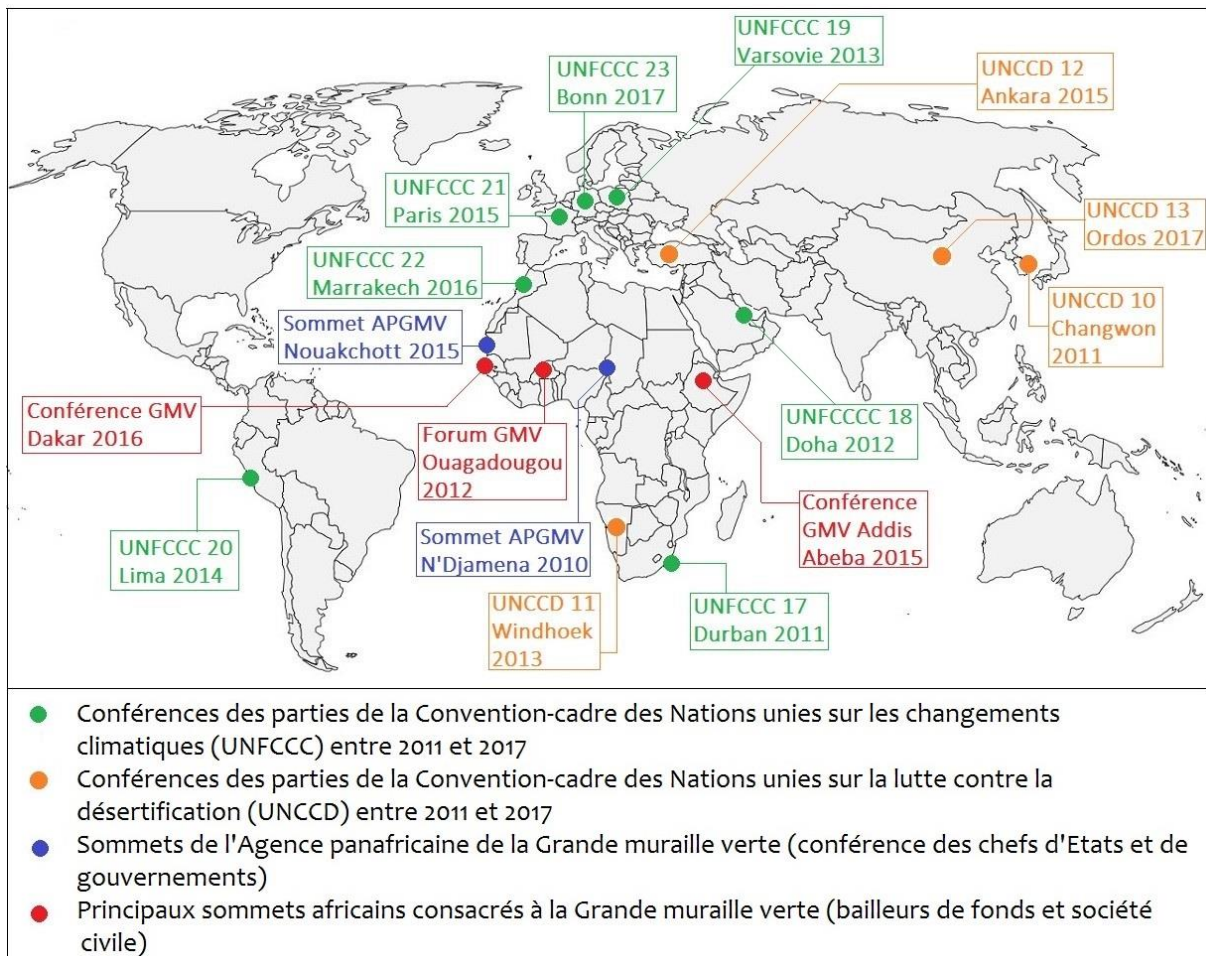 UNFCCC 19
Varsovie 2013
UNFCCC 23
Bonn 2017
UNCCD 12
Ankara 2015
UNFCCC 21
Paris 2015
UNCCD 13
Ordos 2017
UNFCCC 22
Marrakech 2016
UNCCD 10
Changwon
2011
Sommet APGMV
Nouakchott 2015
Conférence GMV
Dakar 2016
Forum GMV
Ouagadougou
2012
UNFCCCC 18
Doha 2012
Conférence
GMV Addis
Abeba 2015
UNFCCC 20
Lima 2014
Sommet APGMV
N'Djamena 2010
UNCCD 11
Windhoek
2013
UNFCCC 17
Durban 2011
Conférences des parties de la Convention-cadre des Nations unies sur les changements
climatiques (UNFCCC) entre 2011 et 2017
Conférences des parties de la Convention-cadre des Nations unies sur la lutte contre la
désertification (UNCCD) entre 2011 et 2017
Sommets de l'Agence panafricaine de la Grande muraille verte (conférence des chefs d'Etats et de
gouvernements)
Principaux sommets africains consacrés à la Grande muraille verte (bailleurs de fonds et société
civile)